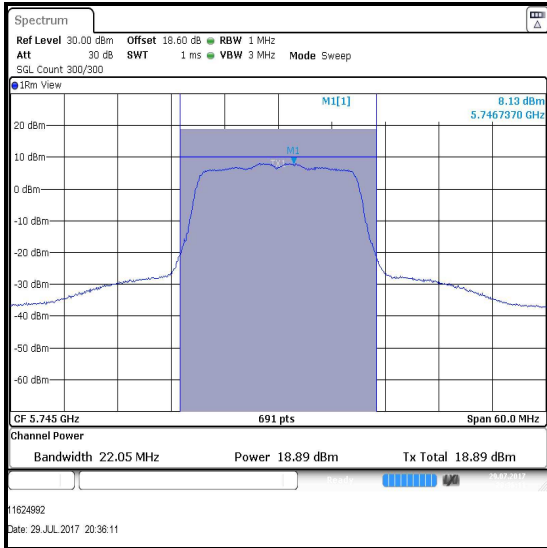 Spectrum
Ref Level 30.00 dBm Offset 18.60 dB RBW 1 MHz
Att 30 dB SWT 1 ms VBW 3 MHz Mode Sweep
SGL Count 300/300
1Rm View
M1[1] 8.13 dBm
5.7467370 GHz
20 dBm
M1
10 dBm
0 dBm
-10 dBm
-20 dBm
-30 dBm
-40 dBm
-50 dBm
-60 dBm
CF 5.745 GHz 691 pts Span 60.0 MHz
Channel Power
Bandwidth 22.05 MHz Power 18.89 dBm Tx Total 18.89 dBm
Ready 29.07.2017
11624992
Date: 29.JUL.2017 20:36:11